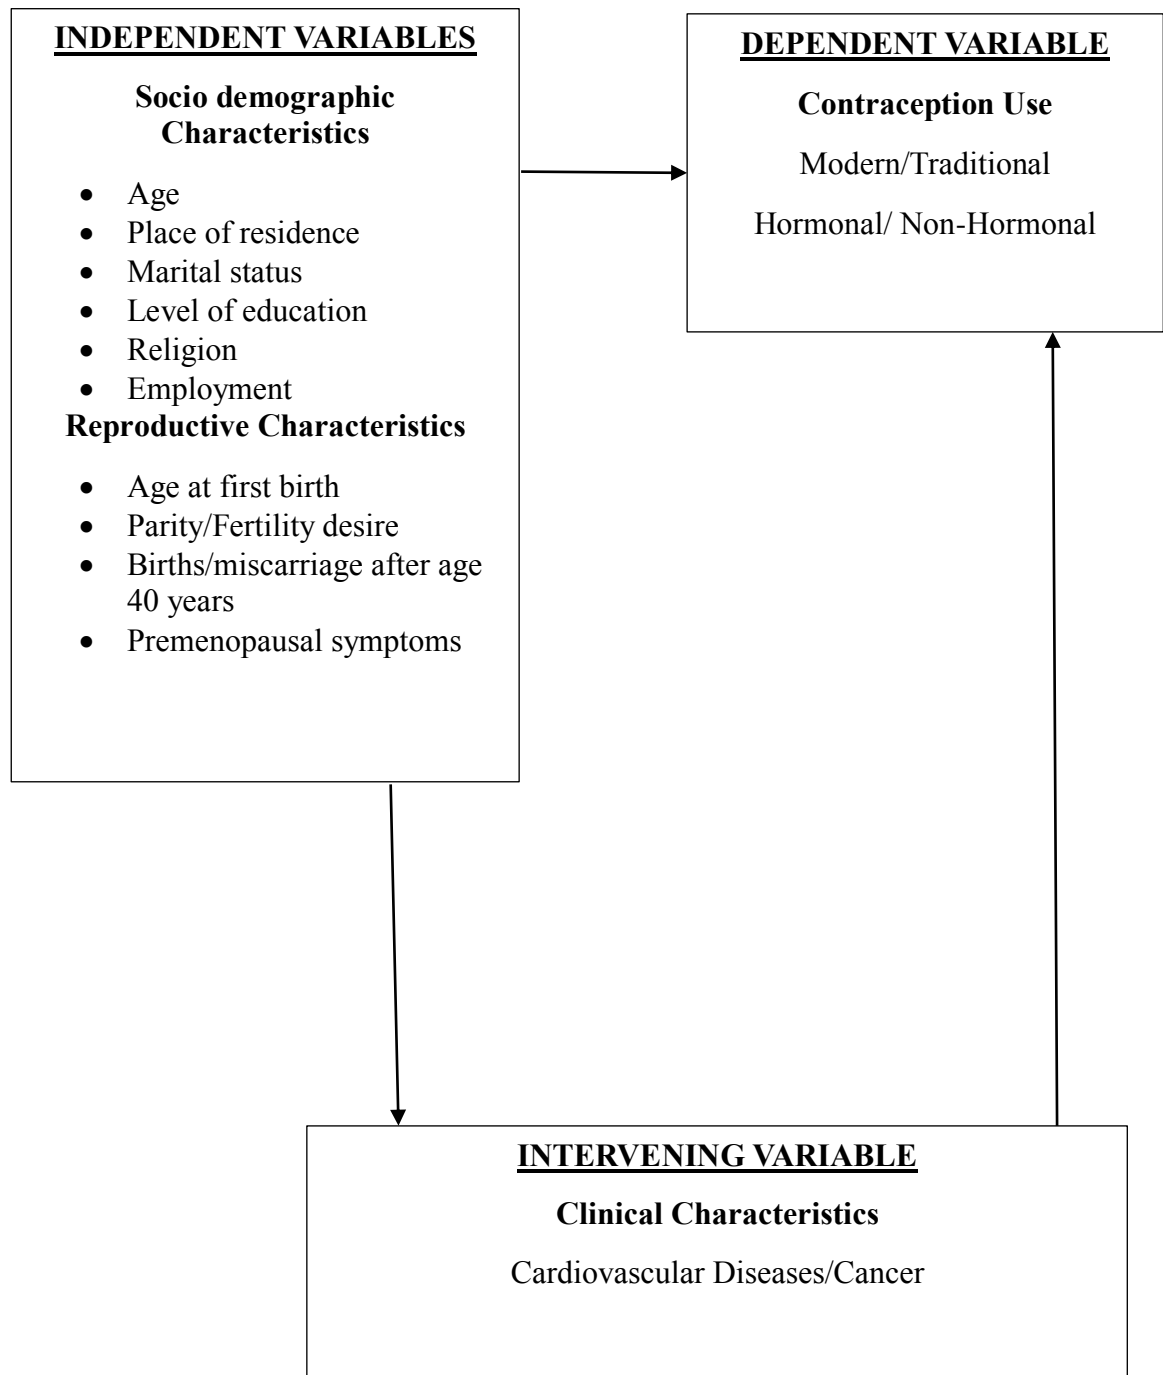 INDEPENDENT VARIABLES
Socio demographic
Characteristics
• Age
• Place of residence
• Marital status
• Level of education
• Religion
• Employment
Reproductive Characteristics
• Age at first birth
• Parity/Fertility desire
• Births/miscarriage after age
40 years
• Premenopausal symptoms
DEPENDENT VARIABLE
Contraception Use
Modern/Traditional
Hormonal/ Non-Hormonal
INTERVENING VARIABLE
Clinical Characteristics
Cardiovascular Diseases/Cancer